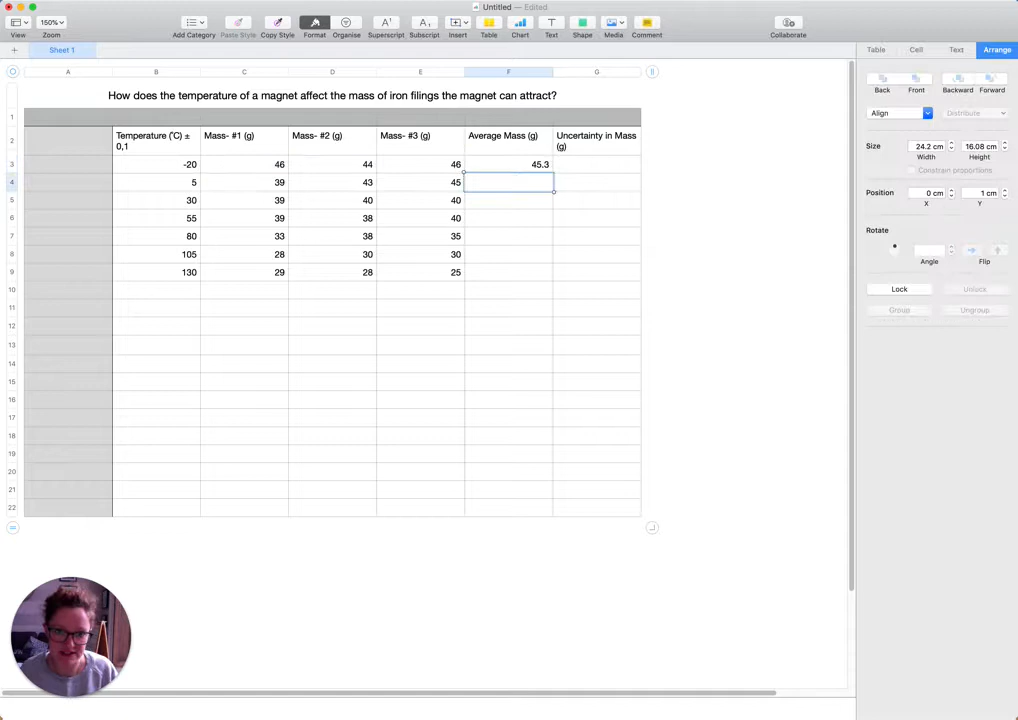 Untitled — Edited
150%
View
Zoom
Add Category
Paste Style
Copy Style
Format
Organise
Superscript
Subscript
Insert
Table
Chart
Text
Shape
Media
Comment
Collaborate
+
Sheet 1
Table
Cell
Text
Arrange
A B C D E F G
How does the temperature of a magnet affect the mass of iron filings the magnet can attract?
1
2 Temperature (˚C) ± Mass- #1 (g) Mass- #2 (g) Mass- #3 (g) Average Mass (g) Uncertainty in Mass
0,1 (g)
3 -20 46 44 46 45.3
4 5 39 43 45
5 30 39 40 40
6 55 39 38 40
7 80 33 38 35
8 105 28 30 30
9 130 29 28 25
10
11
12
13
14
15
16
17
18
19
20
21
22
Back
Front
Backward
Forward
Align
Distribute
Size
24.2 cm
16.08 cm
Width
Height
Constrain proportions
Position
0 cm
1 cm
X
Y
Rotate
Angle
Flip
Lock
Unlock
Group
Ungroup